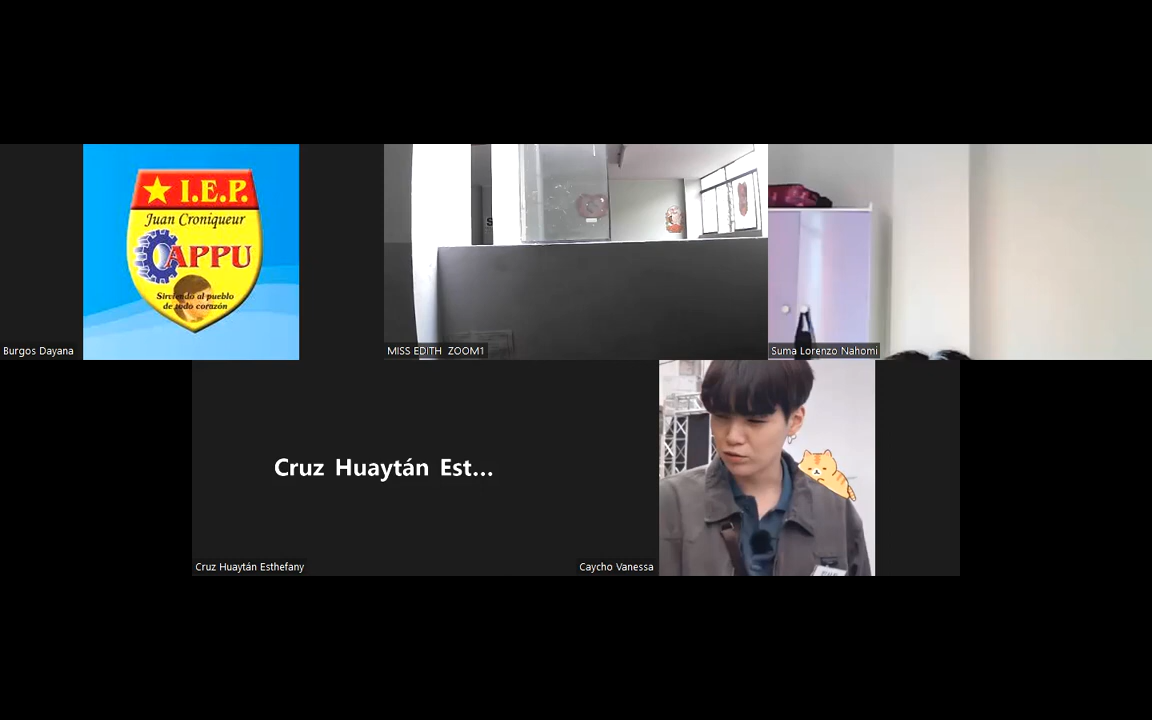 I.E.P.
Juan Croniqueur
CAPPU
Sirviendo al pueblo
de todo corazón
Burgos Dayana
S
MISS EDITH ZOOM1
Suma Lorenzo Nahomi
Cruz Huaytán Est...
Cruz Huaytán Esthefany
Caycho Vanessa